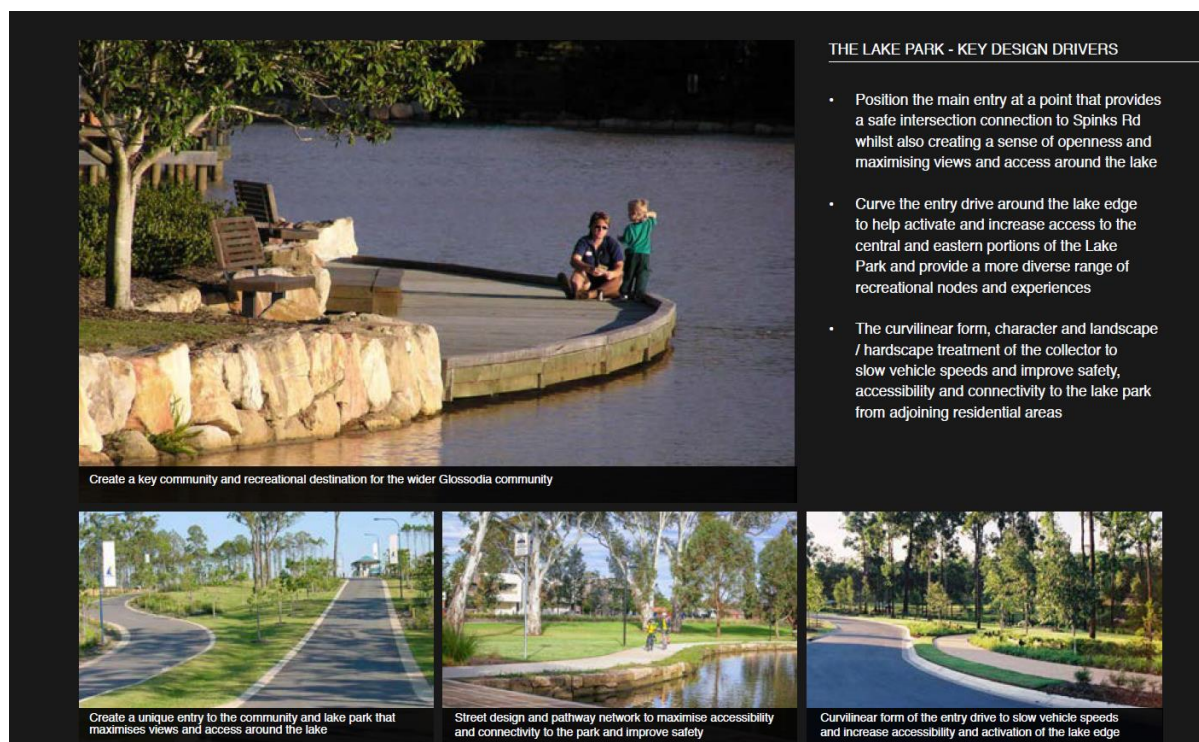 THE LAKE PARK - KEY DESIGN DRIVERS
• Position the main entry at a point that provides
a safe intersection connection to Spinks Rd
whilst also creating a sense of openness and
maximising views and access around the lake
• Curve the entry drive around the lake edge
to help activate and increase access to the
central and eastern portions of the Lake
Park and provide a more diverse range of
recreational nodes and experiences
• The curvilinear form, character and landscape
/ hardscape treatment of the collector to
slow vehicle speeds and improve safety,
accessibility and connectivity to the lake park
from adjoining residential areas
Create a key community and recreational destination for the wider Glossodia community
Create a unique entry to the community and lake park that
maximises views and access around the lake
Street design and pathway network to maximise accessibility
and connectivity to the park and improve safety
Curvilinear form of the entry drive to slow vehicle speeds
and increase accessibility and activation of the lake edge